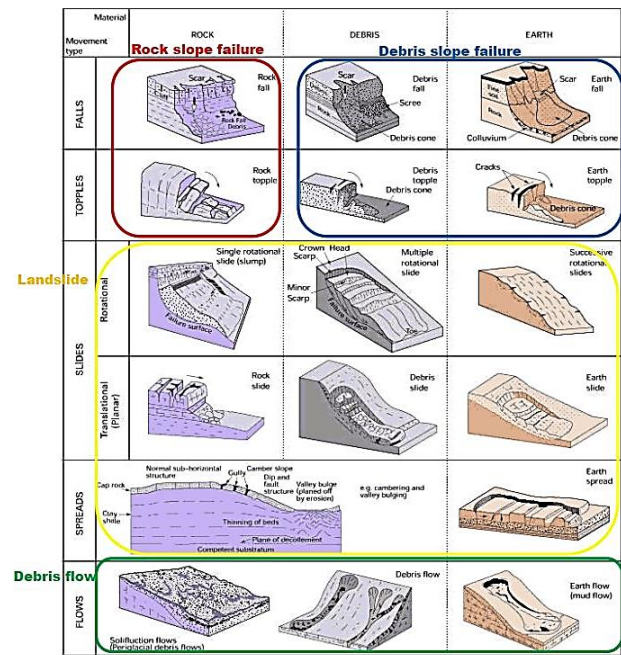 Material
Movement
type
ROCK
DEBRIS
EARTH
Rock slope failure
Debris slope failure
FALLS
Scar
Cliff
Rock
fall
Rock Fall
Debris
Scar
Debris
fall
Rock
Scree
Debris cone
Scar
Earth
fall
Rock
Colluvium
Debris cone
TOPPLES
Rock
topple
Debris
topple
Debris cone
Cracks
Earth
topple
Debris cone
Landslide
SLIDES
Rotational
Single rotational
slide (slump)
Failure surface
Crown
Scarp
Head
Minor
Scarp
Failure surface
Toe
Multiple
rotational
slide
Successive
rotational
slides
Translational
(Planar)
Rock
slide
Debris
slide
Earth
slide
SPREADS
Normal sub-horizontal
structure
Gully
Camber slope
Dip and
fault
structure
Valley bulge
(planed off
by erosion)
Cap rock
Clay
shale
Thinning of beds
Plane of decollement
Competent substratum
e.g. cambering and
valley bulging
Earth
spread
Debris flow
FLOWS
Solifluction flows
(Periglacial debris flows)
Debris flow
Earth flow
(mud flow)